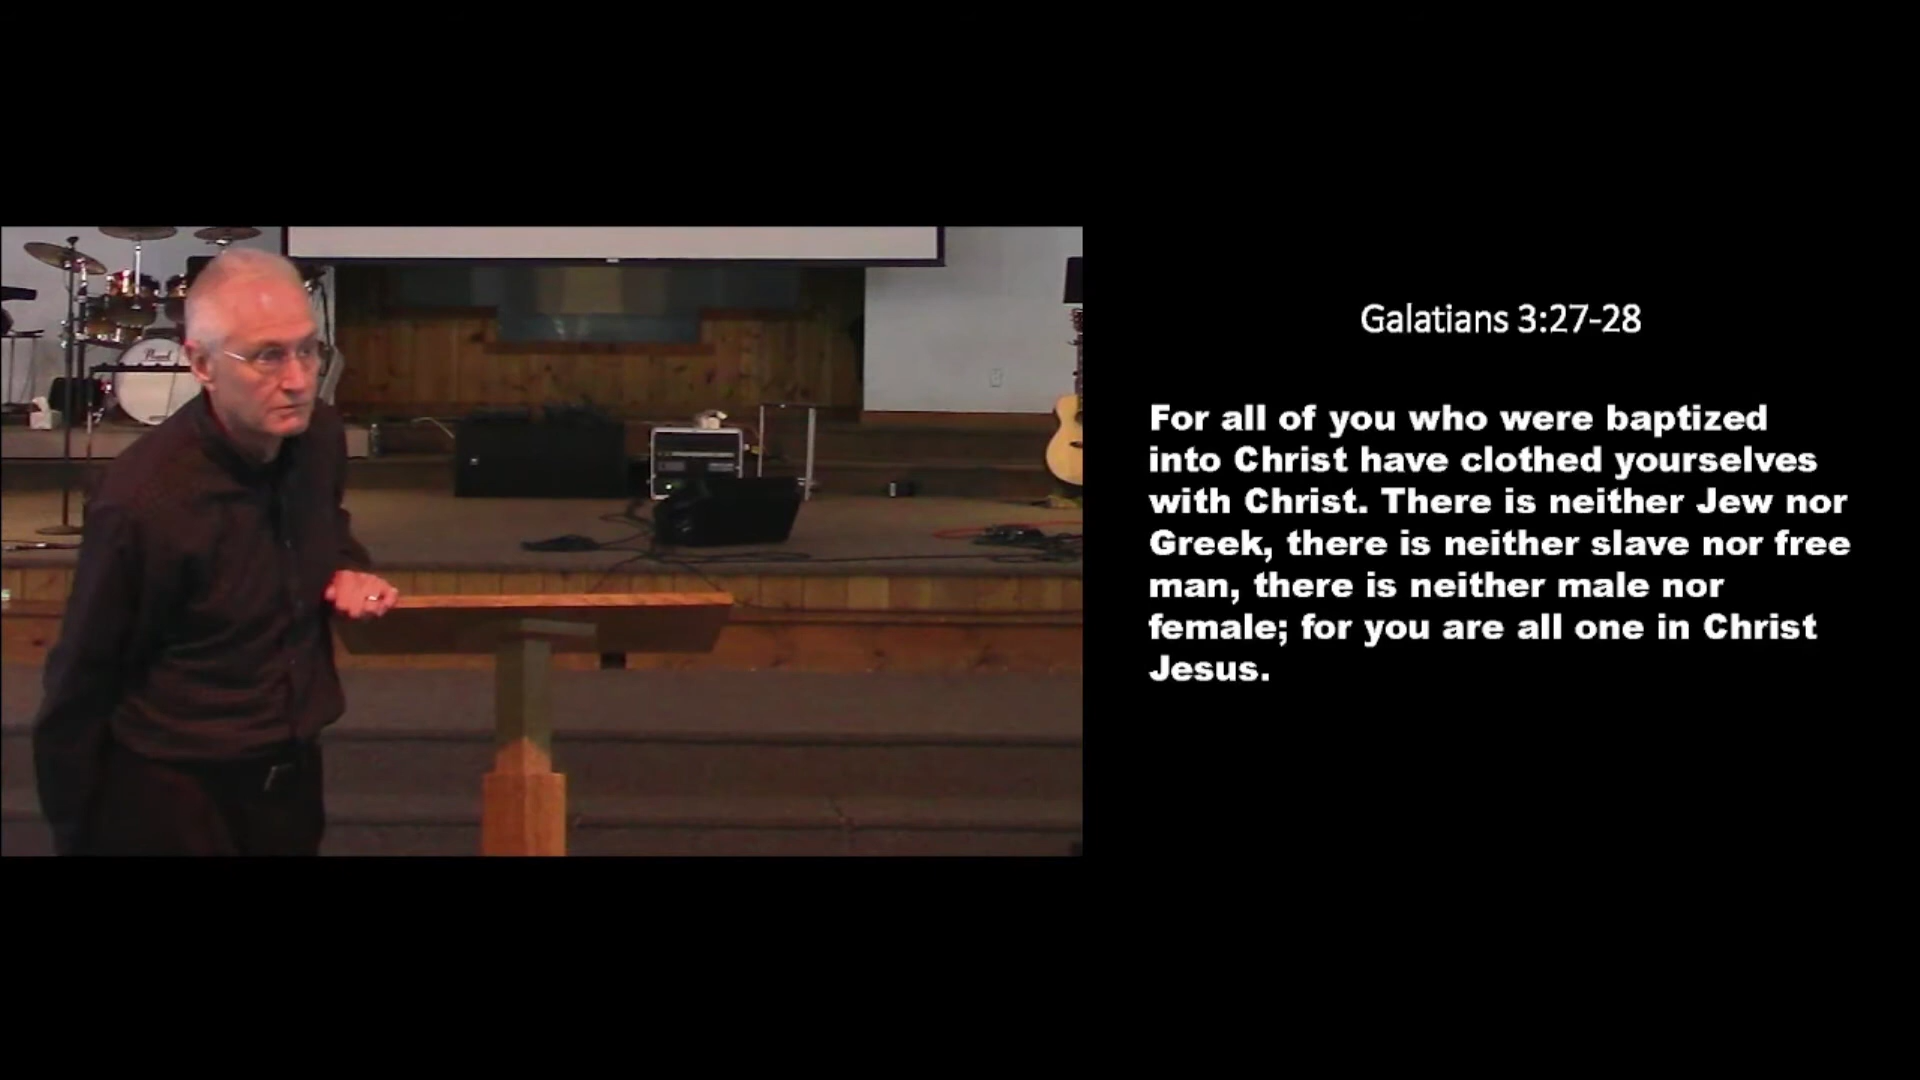 Pearl
Galatians 3:27-28
For all of you who were baptized
into Christ have clothed yourselves
with Christ. There is neither Jew nor
Greek, there is neither slave nor free
man, there is neither male nor
female; for you are all one in Christ
Jesus.